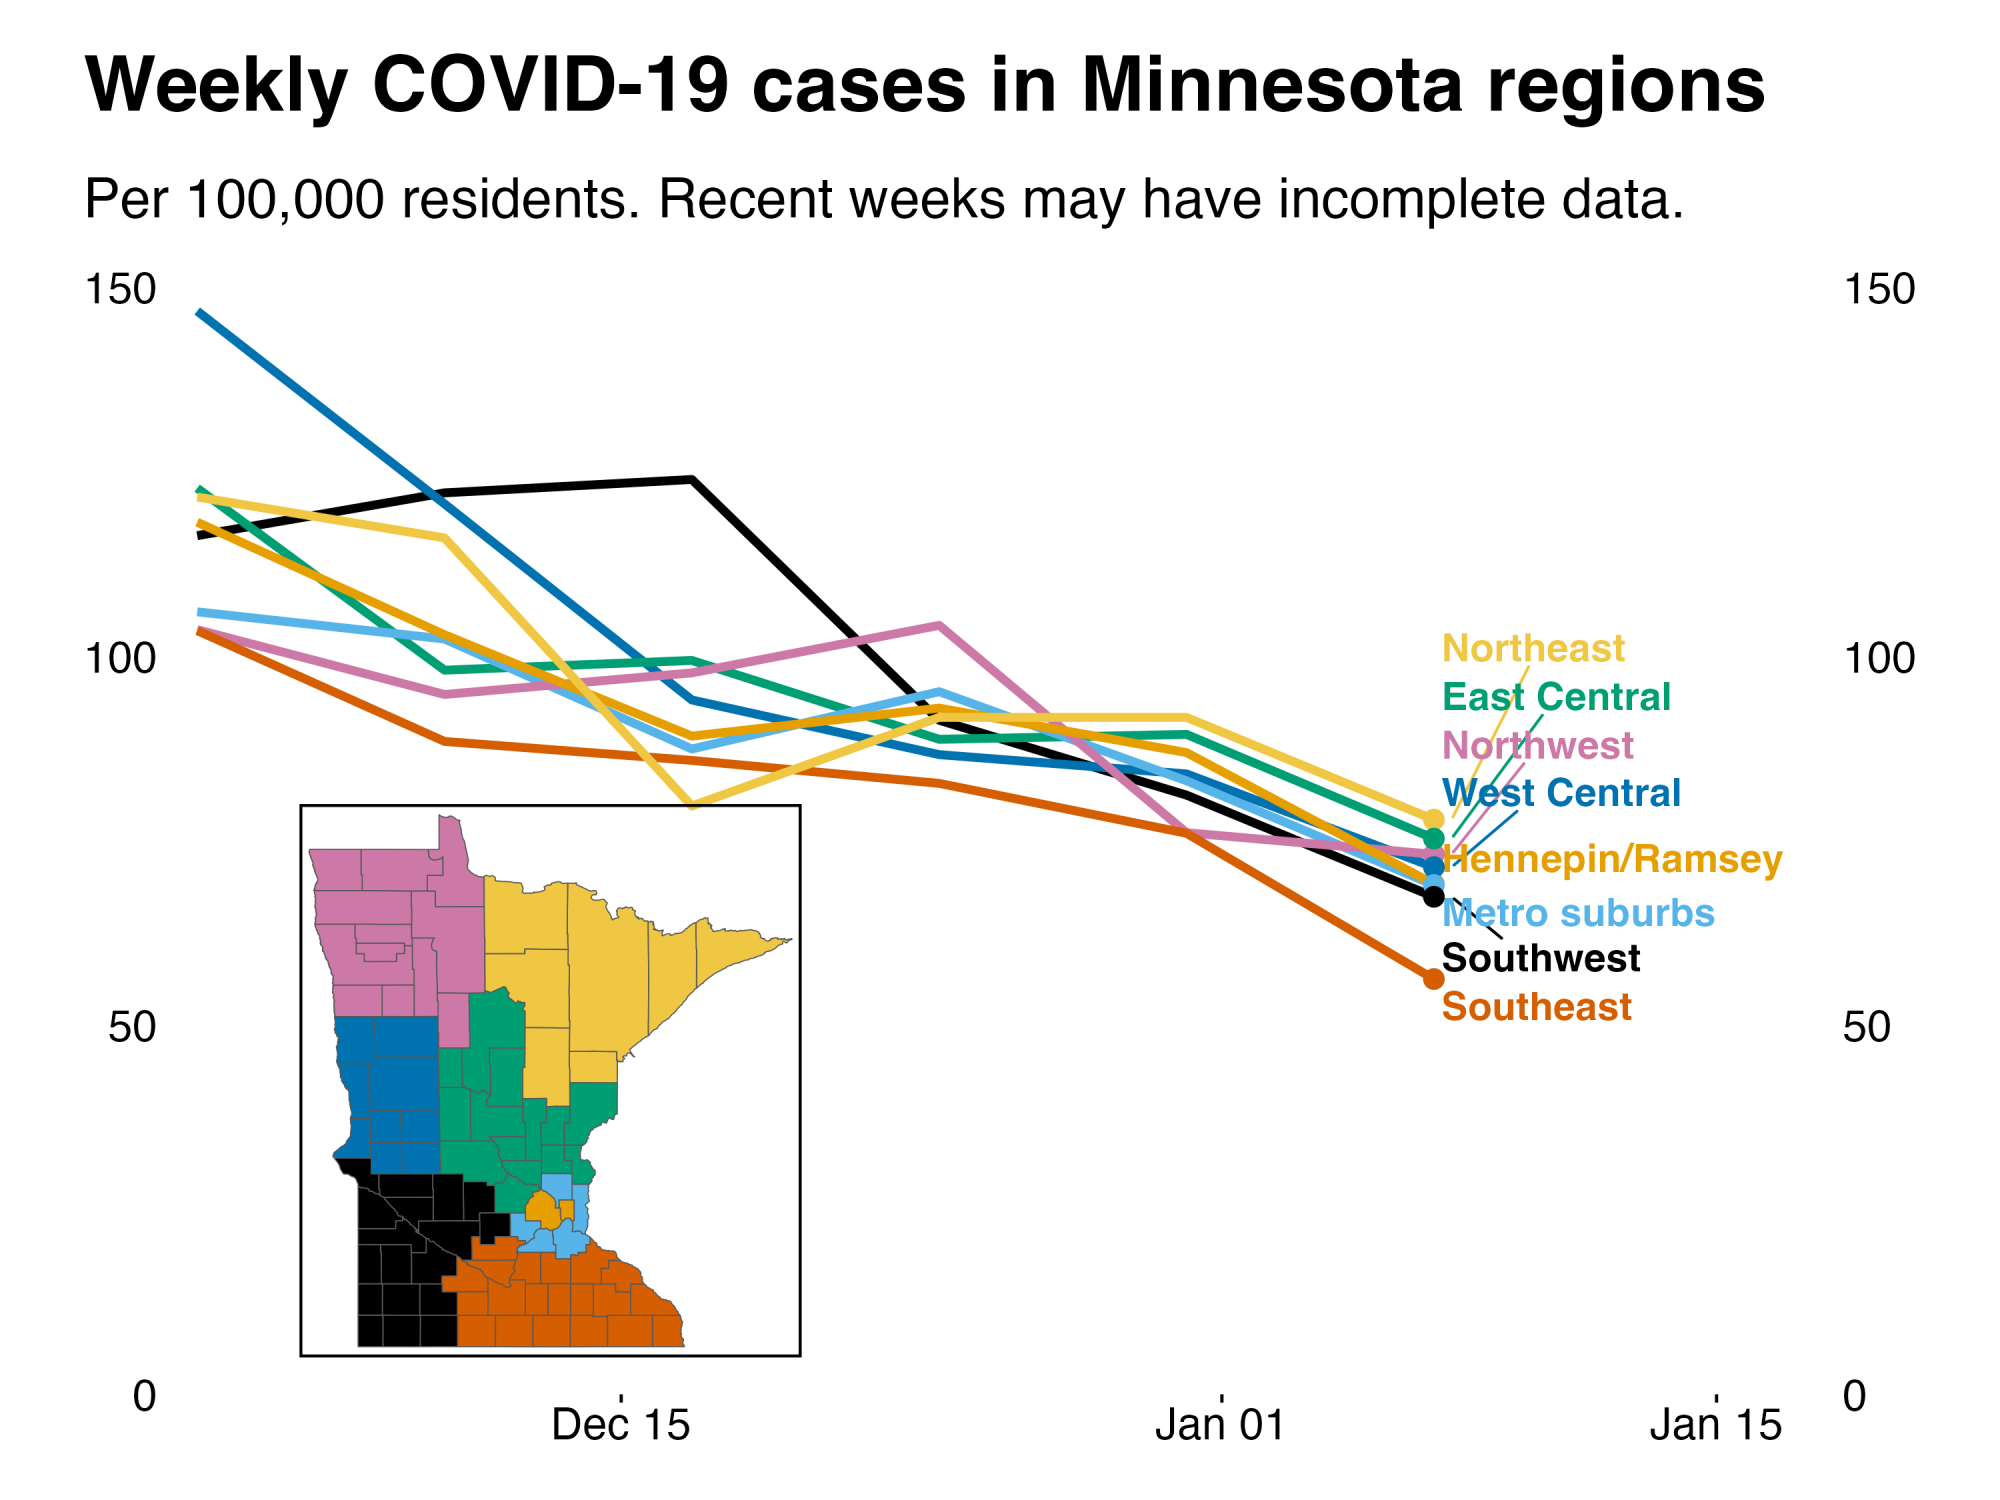 Weekly COVID-19 cases in Minnesota regions
Per 100,000 residents. Recent weeks may have incomplete data.
150
150
100
100
Northeast
East Central
Northwest
West Central
Hennepin/Ramsey
Metro suburbs
Southwest
Southeast
50
50
0
0
Dec 15
Jan 01
Jan 15